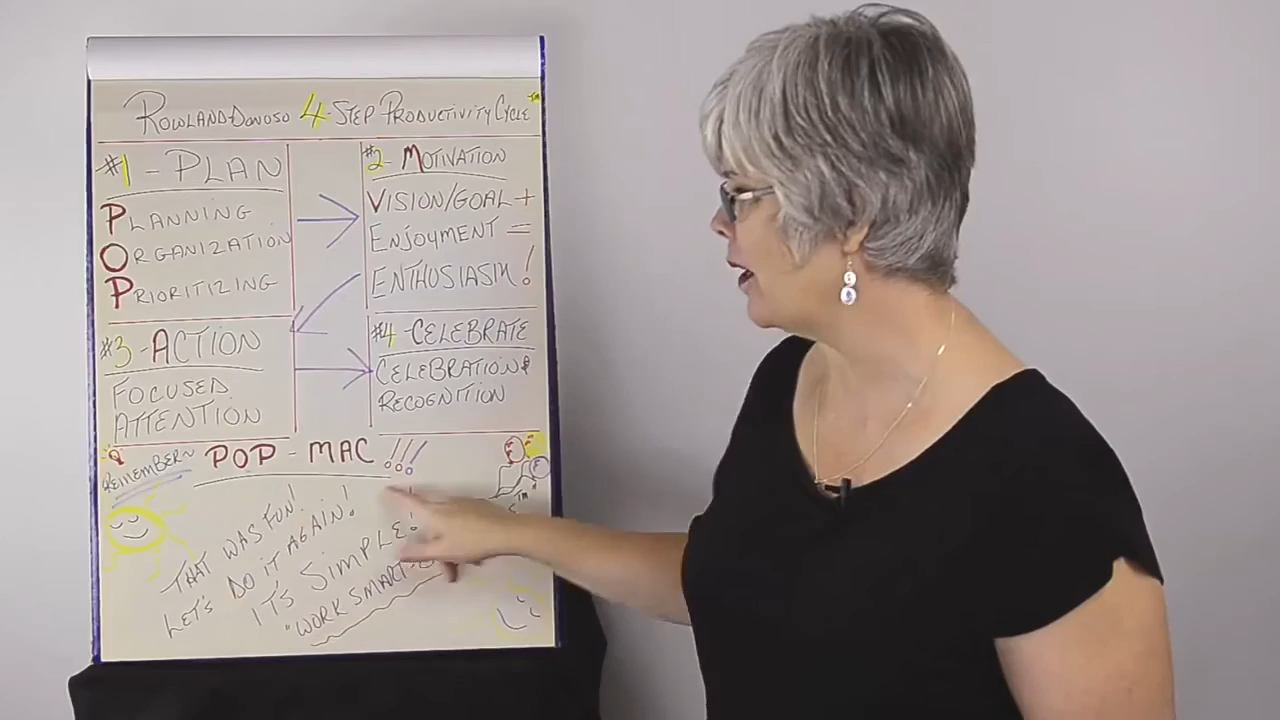 Rowland-Donoso 4-Step Productivity Cycle™
#1 - PLAN
PLANNING
ORGANIZATION
PRIORITIZING
#2 - MOTIVATION
VISION/GOAL +
ENJOYMENT =
ENTHUSIASM!
#3 - ACTION
FOCUSED
ATTENTION
#4 - CELEBRATE
CELEBRATION &
RECOGNITION
REMEMBER~ POP - MAC !!!
THAT WAS FUN!
LET'S DO IT AGAIN!
IT'S SIMPLE!
"WORK SMART